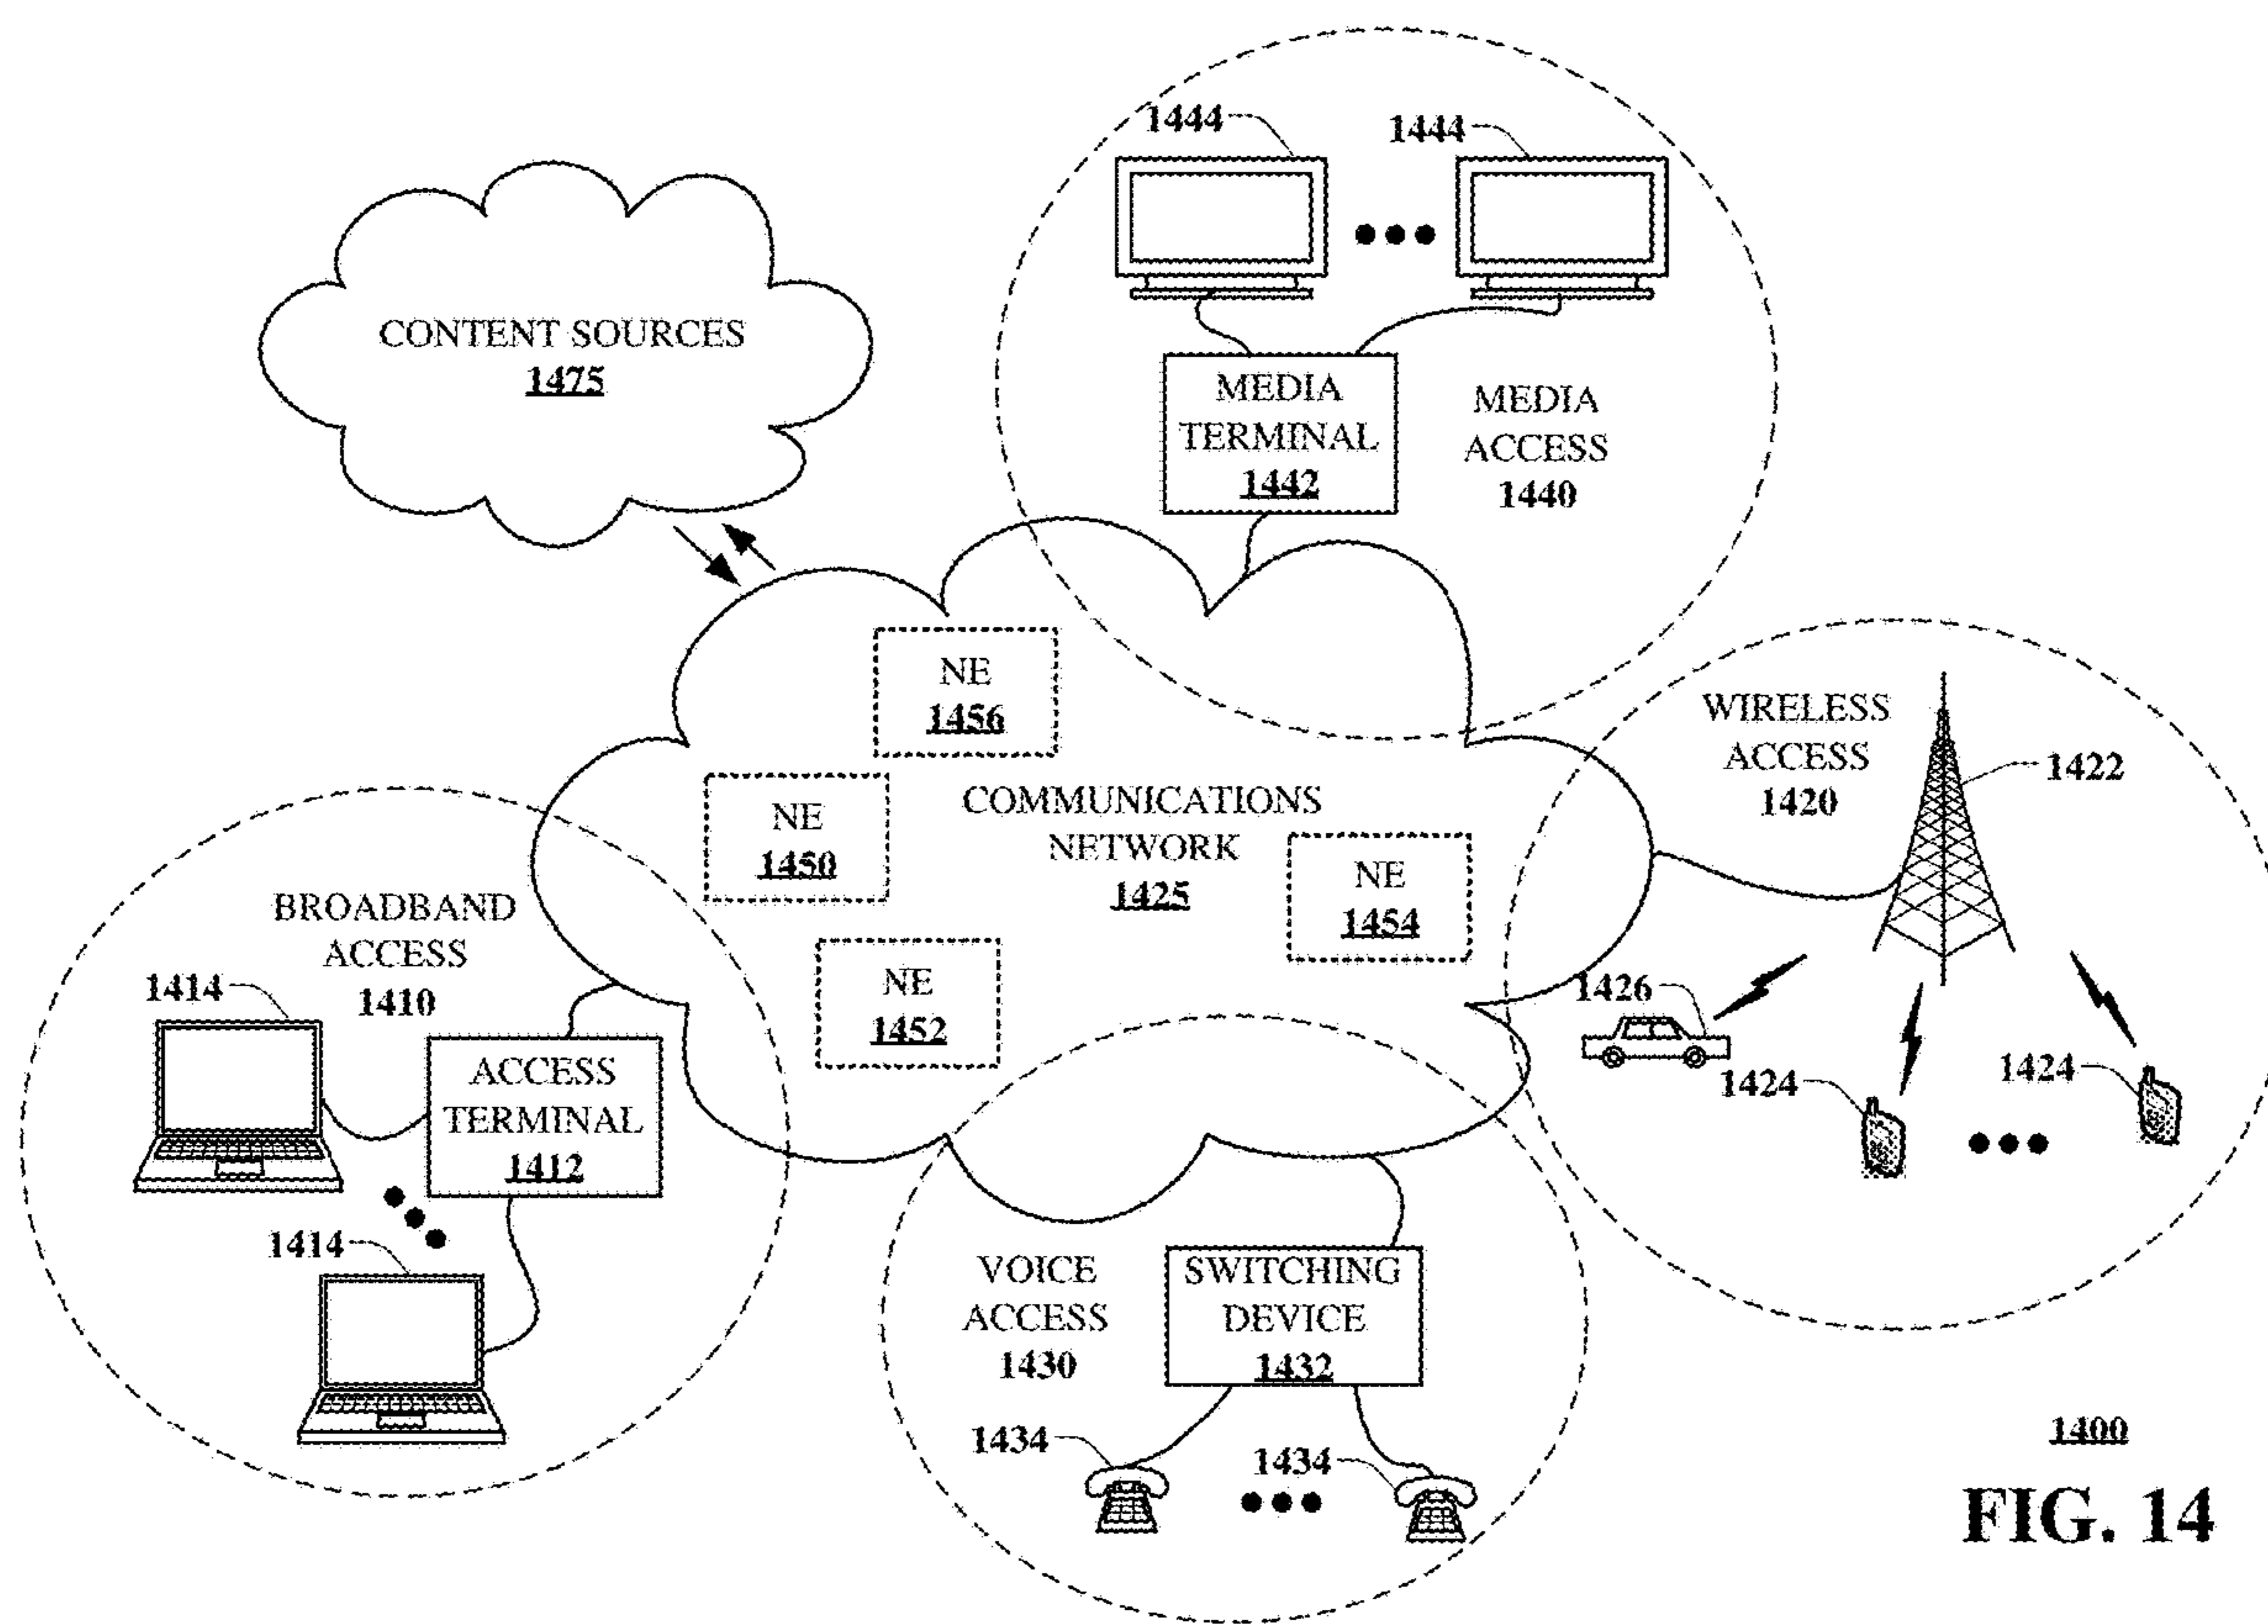 1444
1444
CONTENT SOURCES
1475
MEDIA
TERMINAL
1442
MEDIA
ACCESS
1440
NE
1456
WIRELESS
ACCESS
1420
1422
NE
1450
COMMUNICATIONS
NETWORK
1425
NE
1454
BROADBAND
ACCESS
1410
1414
NE
1452
1426
ACCESS
TERMINAL
1412
1424
1424
1414
VOICE
ACCESS
1430
SWITCHING
DEVICE
1432
1434
1434
1400
FIG. 14